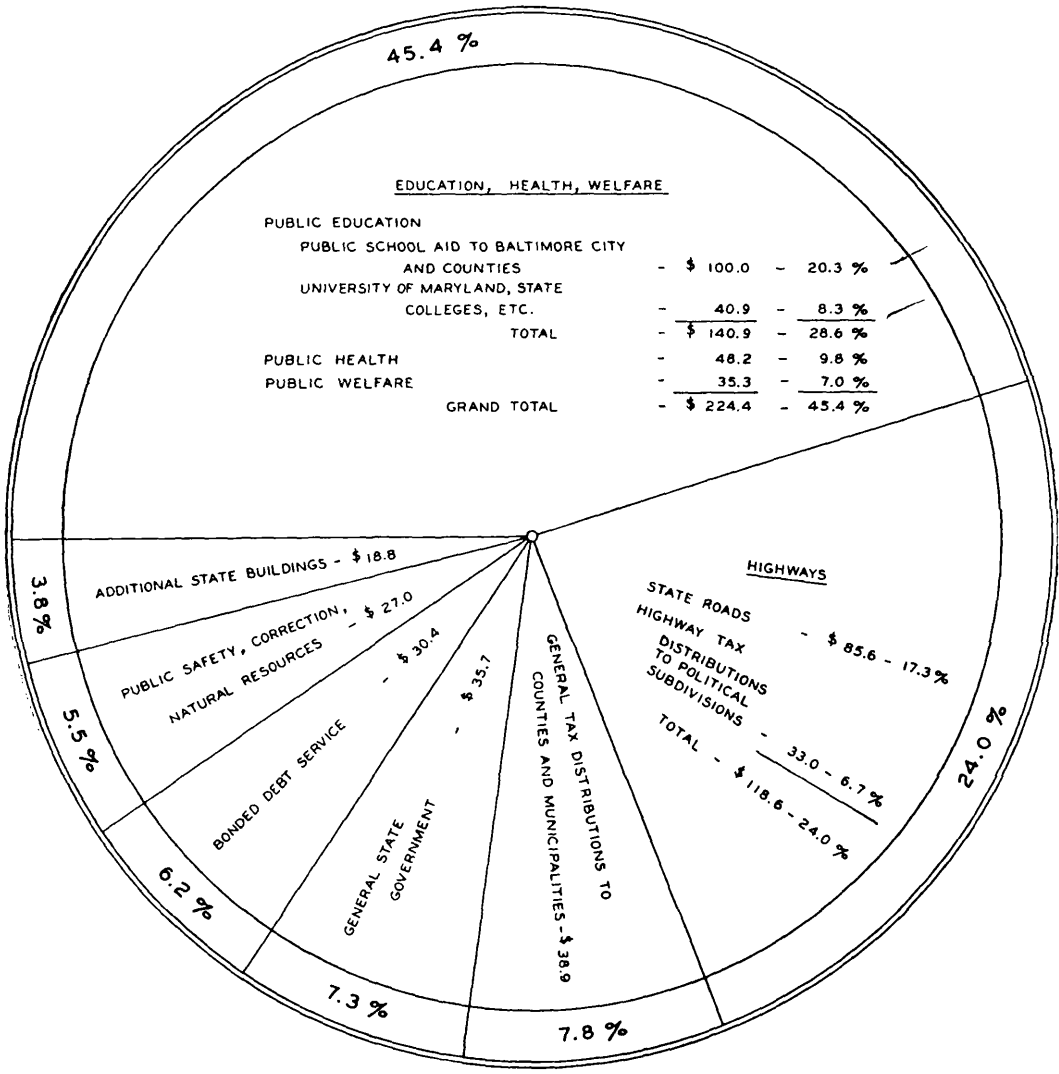 45.4 %
EDUCATION, HEALTH, WELFARE
PUBLIC EDUCATION
PUBLIC SCHOOL AID TO BALTIMORE CITY
AND COUNTIES - $ 100.0 - 20.3 %
UNIVERSITY OF MARYLAND, STATE
COLLEGES, ETC. - 40.9 - 8.3 %
TOTAL - $ 140.9 - 28.6 %
PUBLIC HEALTH - 48.2 - 9.8 %
PUBLIC WELFARE - 35.3 - 7.0 %
GRAND TOTAL - $ 224.4 - 45.4 %
HIGHWAYS
STATE ROADS - $ 85.6 - 17.3%
HIGHWAY TAX
DISTRIBUTIONS
TO POLITICAL
SUBDIVISIONS - 33.0 - 6.7 %
TOTAL - $ 118.6 - 24.0 %
24.0 %
GENERAL TAX DISTRIBUTIONS TO
COUNTIES AND MUNICIPALITIES - $ 38.9
7.8 %
GENERAL STATE
GOVERNMENT - $ 35.7
7.3 %
BONDED DEBT SERVICE - $ 30.4
6.2 %
PUBLIC SAFETY, CORRECTION,
NATURAL RESOURCES - $ 27.0
5.5 %
ADDITIONAL STATE BUILDINGS - $ 18.8
3.8%